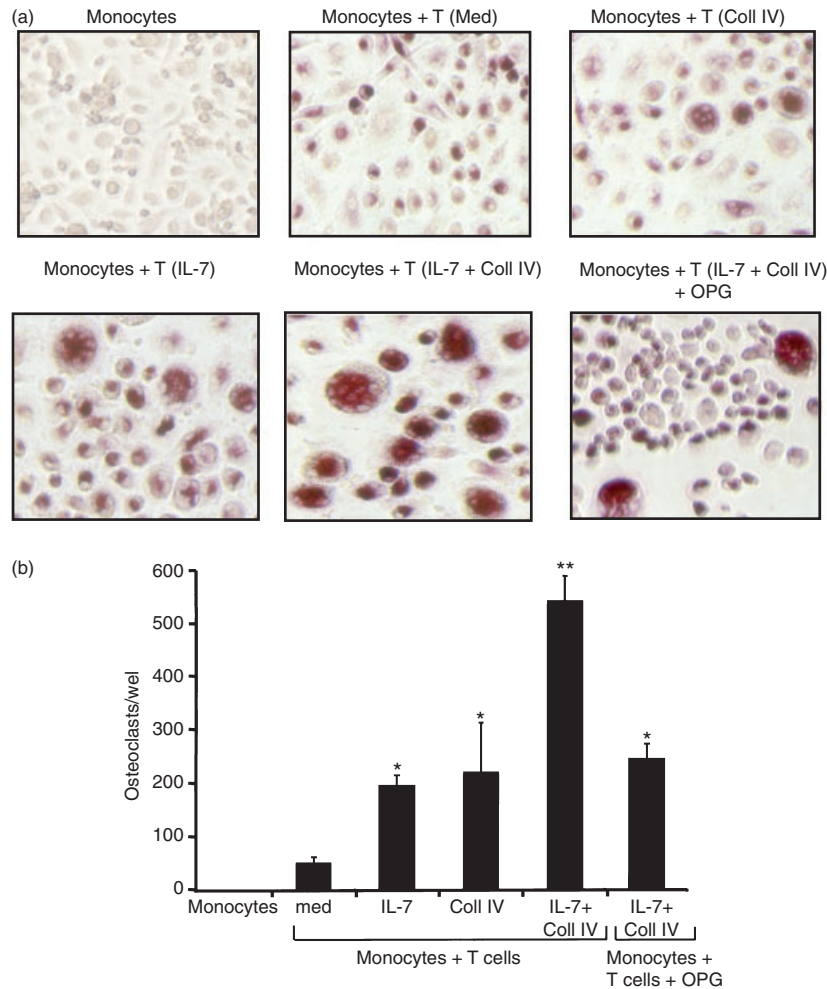 (a)
Monocytes
Monocytes + T (Med)
Monocytes + T (Coll IV)
Monocytes + T (IL-7)
Monocytes + T (IL-7 + Coll IV)
Monocytes + T (IL-7 + Coll IV)
+ OPG
(b)
Osteoclasts/wel
600
500
400
300
200
100
0
*
*
**
*
Monocytes
med
IL-7
Coll IV
IL-7+
Coll IV
IL-7+
Coll IV
Monocytes + T cells
Monocytes +
T cells + OPG